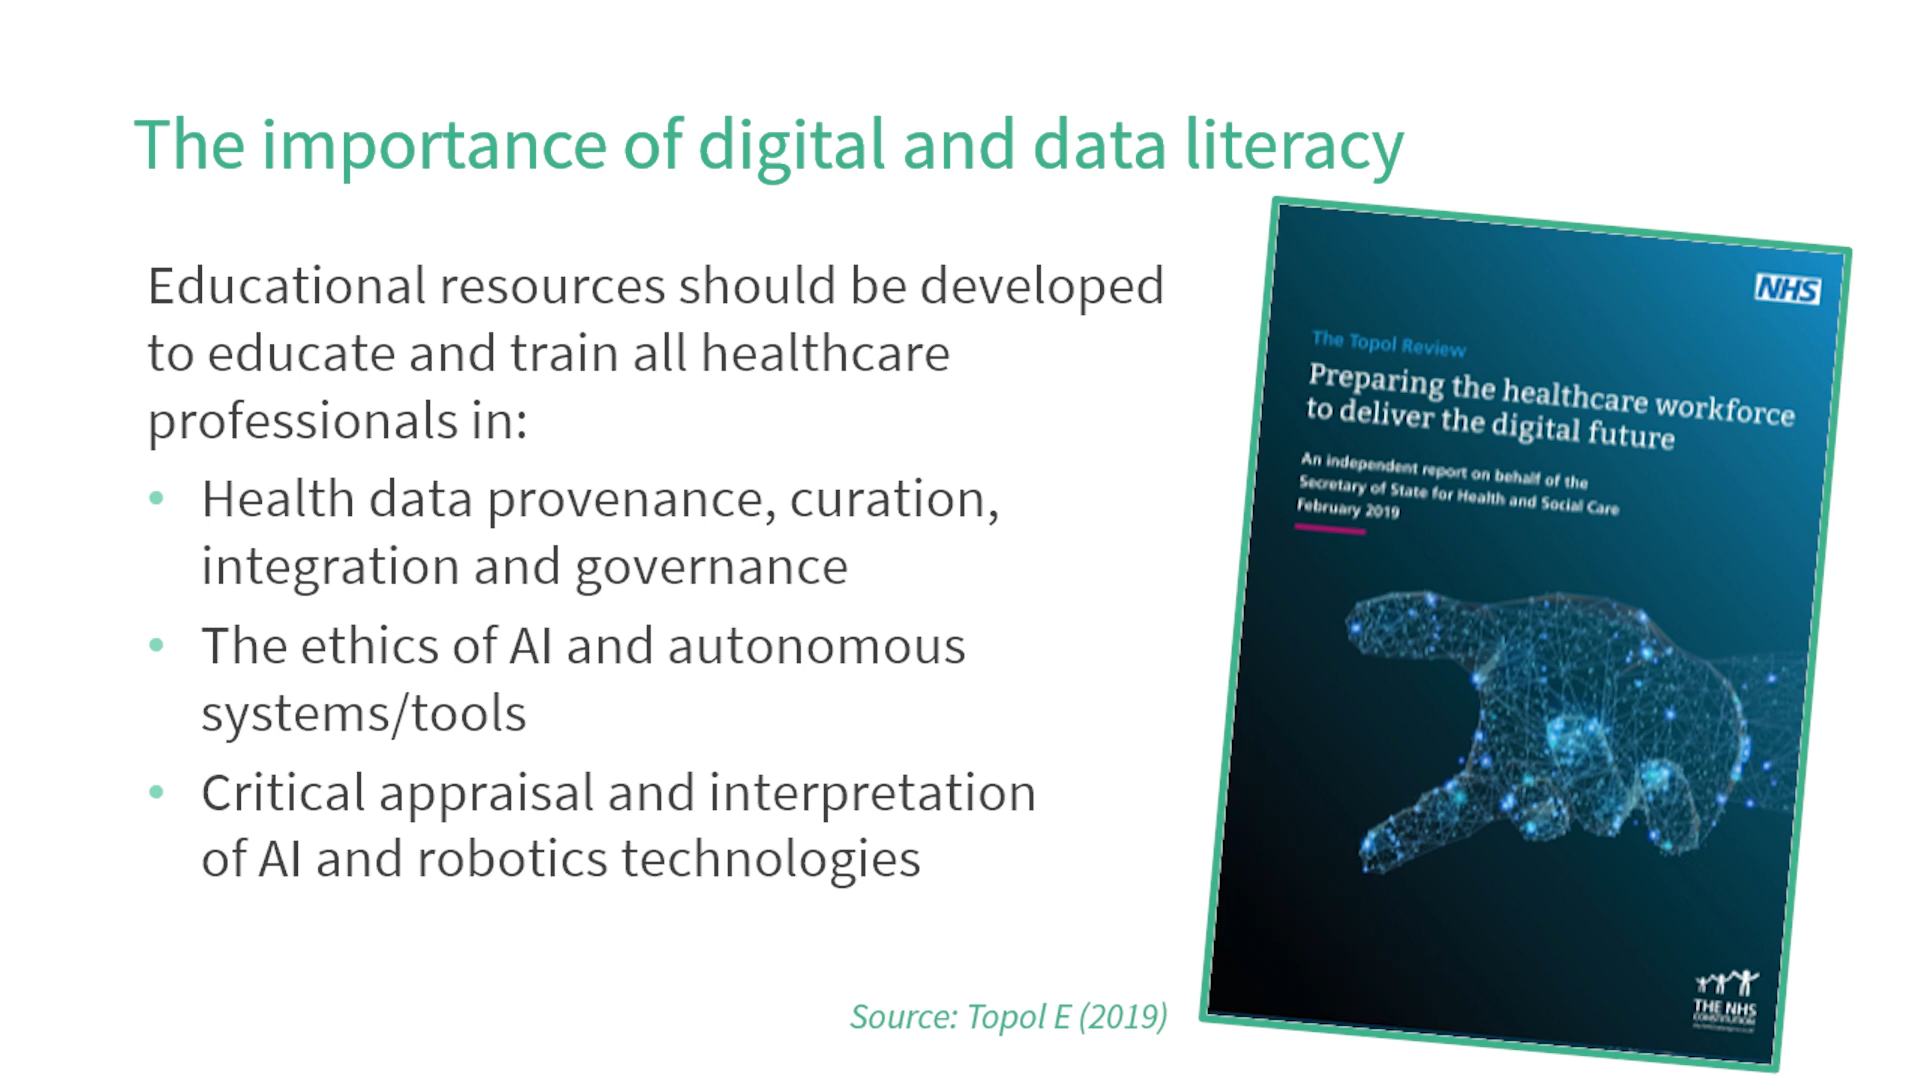 The importance of digital and data literacy
Educational resources should be developed
to educate and train all healthcare
professionals in:
• Health data provenance, curation,
integration and governance
• The ethics of AI and autonomous
systems/tools
• Critical appraisal and interpretation
of AI and robotics technologies
Source: Topol E (2019)
NHS
The Topol Review
Preparing the healthcare workforce
to deliver the digital future
An independent report on behalf of the
Secretary of State for Health and Social Care
February 2019
THE NHS
CONSTITUTION